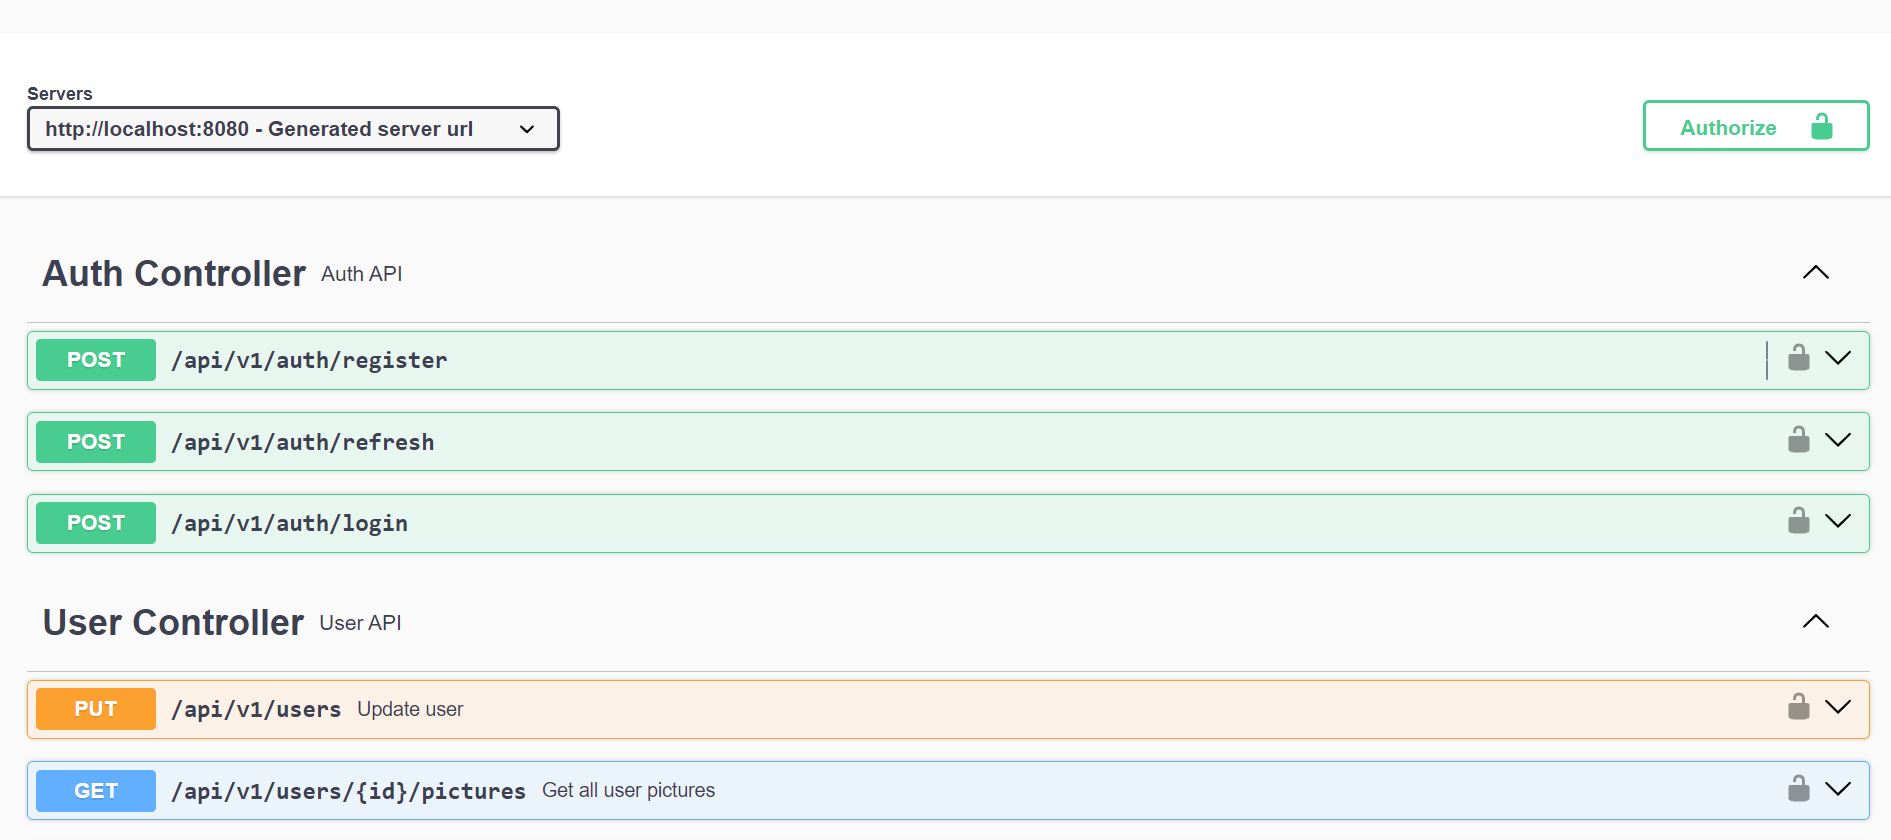 Servers
http://localhost:8080 - Generated server url
Authorize
Auth Controller Auth API
POST /api/v1/auth/register
POST /api/v1/auth/refresh
POST /api/v1/auth/login
User Controller User API
PUT /api/v1/users Update user
GET /api/v1/users/{id}/pictures Get all user pictures